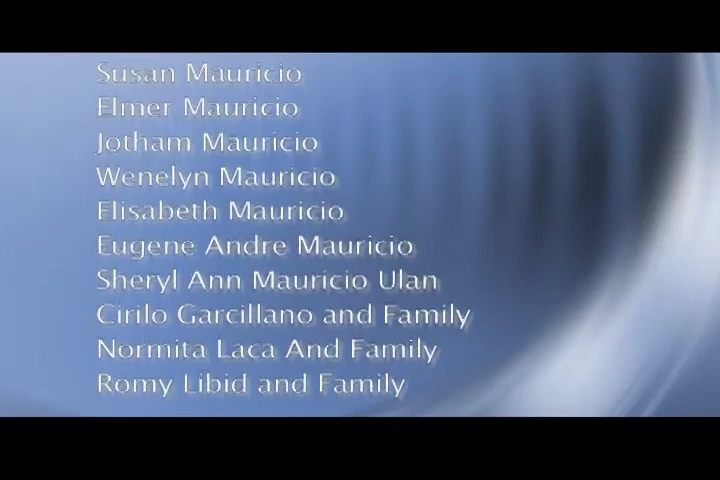 Susan Mauricio
Elmer Mauricio
Jotham Mauricio
Wenelyn Mauricio
Elisabeth Mauricio
Eugene Andre Mauricio
Sheryl Ann Mauricio Ulan
Cirilo Garcillano and Family
Normita Laca And Family
Romy Libid and Family